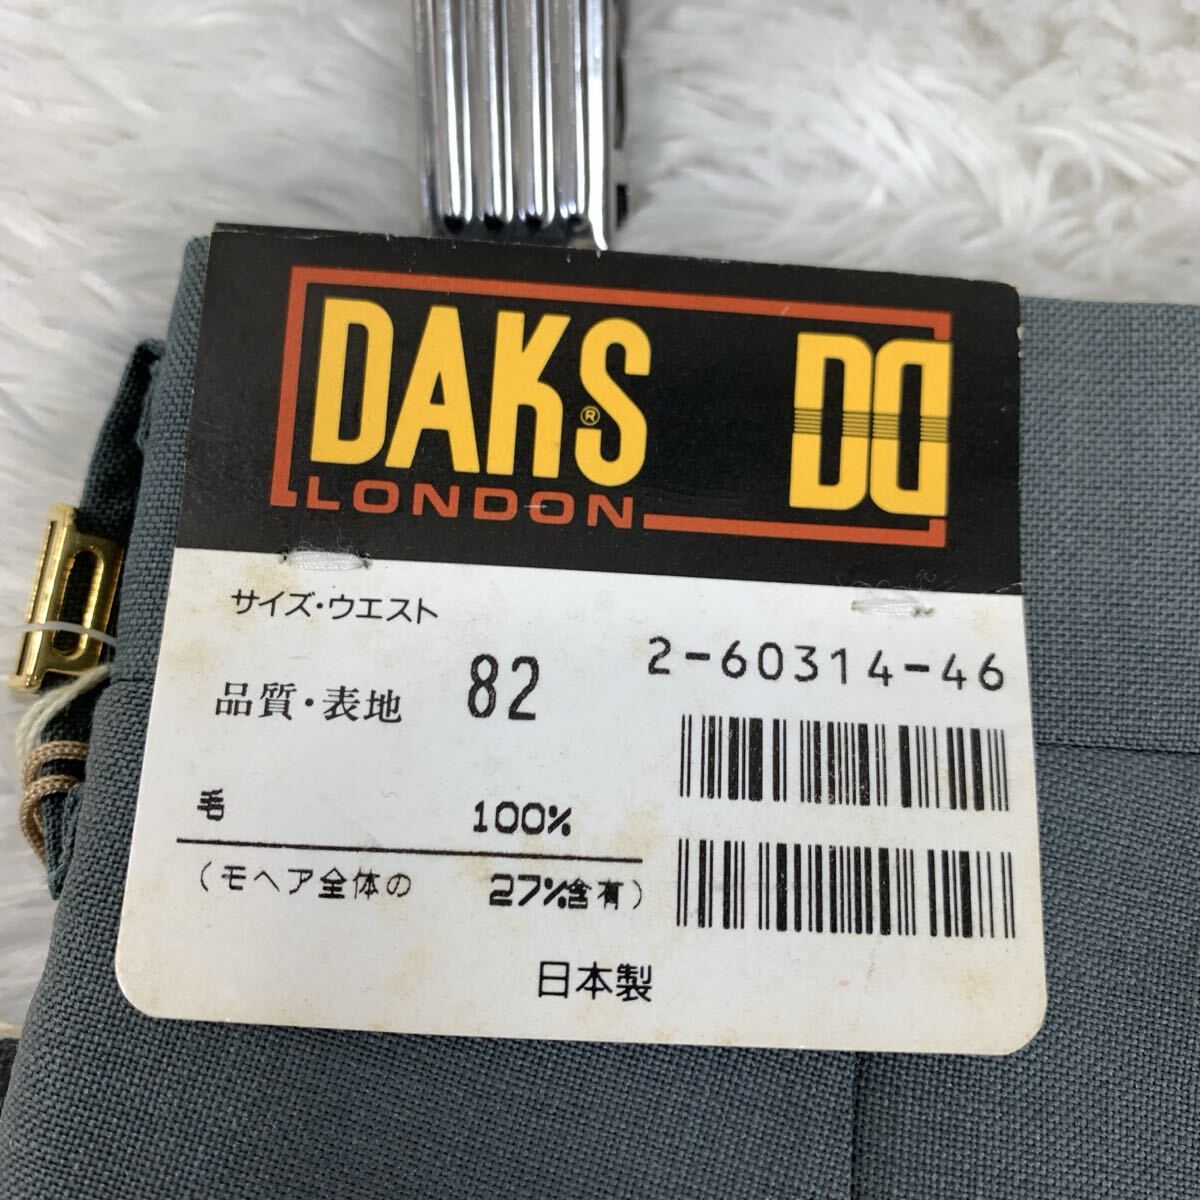 DAKS® DD
LONDON
サイズ・ウエスト
82
2-60314-46
品質・表地
毛 100%
(モヘア全体の 27%含有)
日本製